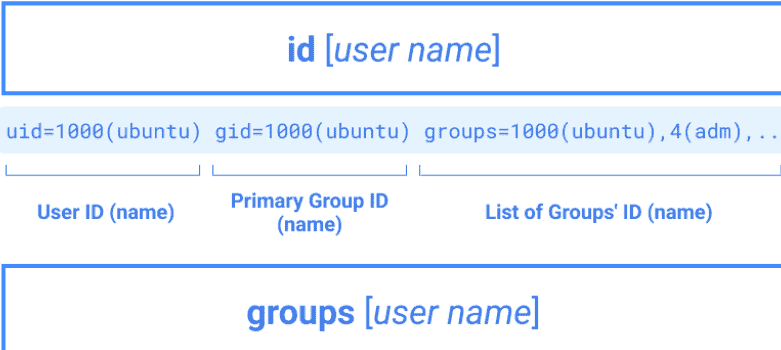 id [user name]
uid=1000(ubuntu) gid=1000(ubuntu) groups=1000(ubuntu),4(adm),..
User ID (name)
Primary Group ID
(name)
List of Groups' ID (name)
groups [user name]